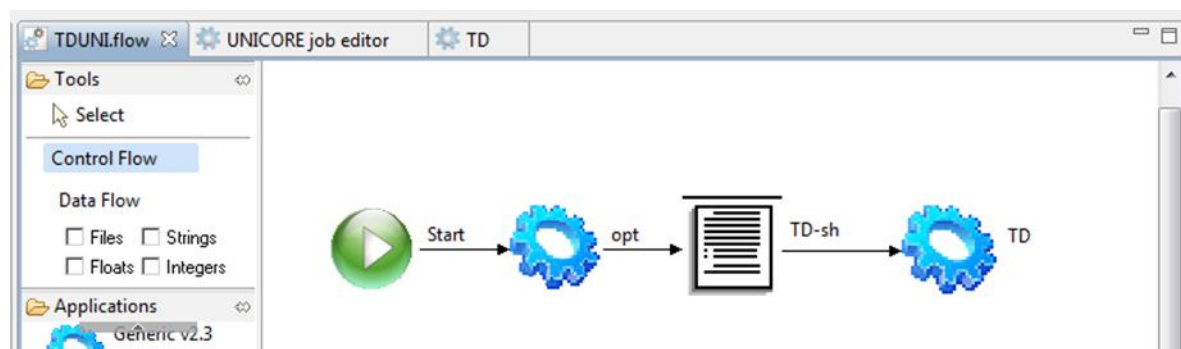 TDUNI.flow UNICORE job editor TD
Tools
Select
Control Flow
Data Flow
Files Strings
Floats Integers
Applications
Generic v2.3
Start opt TD-sh TD